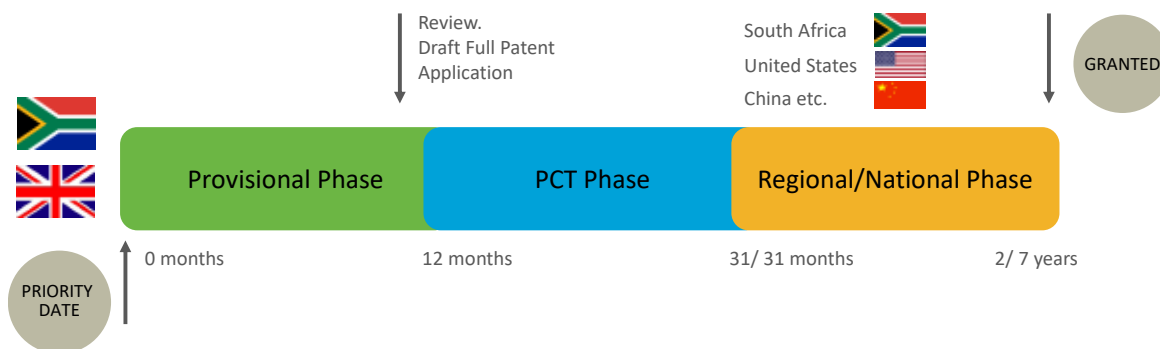 Review.
Draft Full Patent
Application
South Africa
United States
China etc.
GRANTED
Provisional Phase
PCT Phase
Regional/National Phase
0 months
12 months
31/ 31 months
2/ 7 years
PRIORITY
DATE